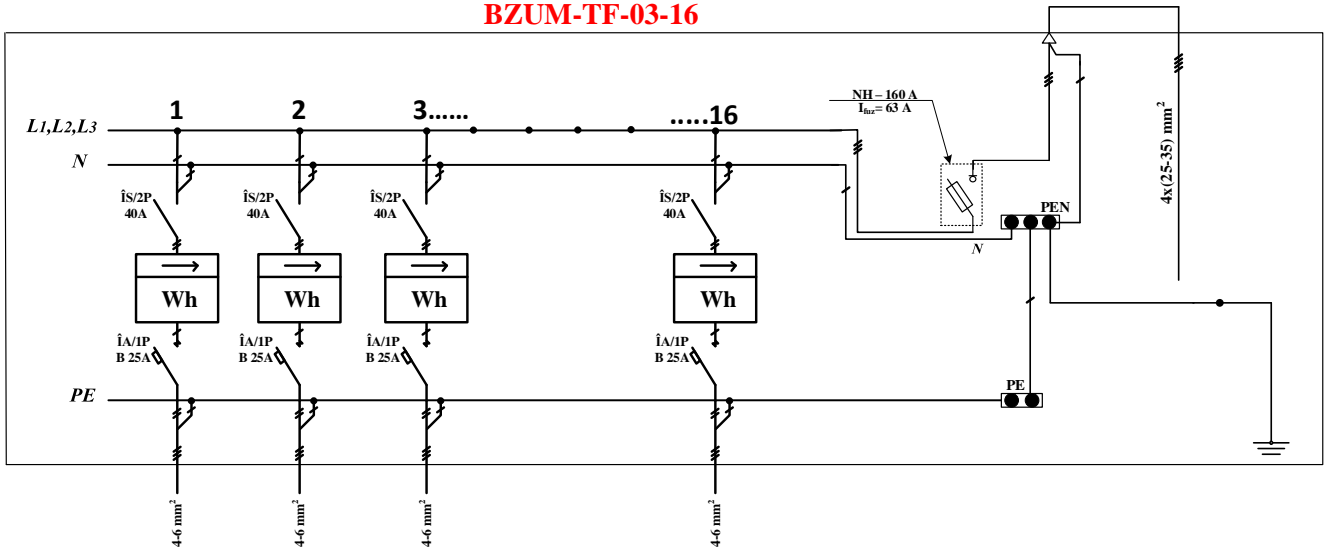 BZUM-TF-03-16
1
2
3......
.....16
L1,L2,L3
N
NH – 160 A
Ifuz= 63 A
4x(25-35) mm²
ÎS/2P
40A
ÎS/2P
40A
ÎS/2P
40A
ÎS/2P
40A
PEN
N
Wh
Wh
Wh
Wh
ÎA/1P
B 25A
ÎA/1P
B 25A
ÎA/1P
B 25A
ÎA/1P
B 25A
PE
PE
4-6 mm²
4-6 mm²
4-6 mm²
4-6 mm²